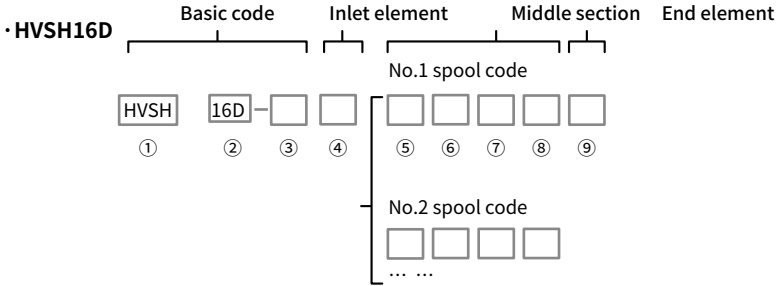 Basic code Inlet element Middle section End element
·HVSH16D
No.1 spool code
HVSH 16D –
① ② ③ ④ ⑤ ⑥ ⑦ ⑧ ⑨
No.2 spool code
... ...